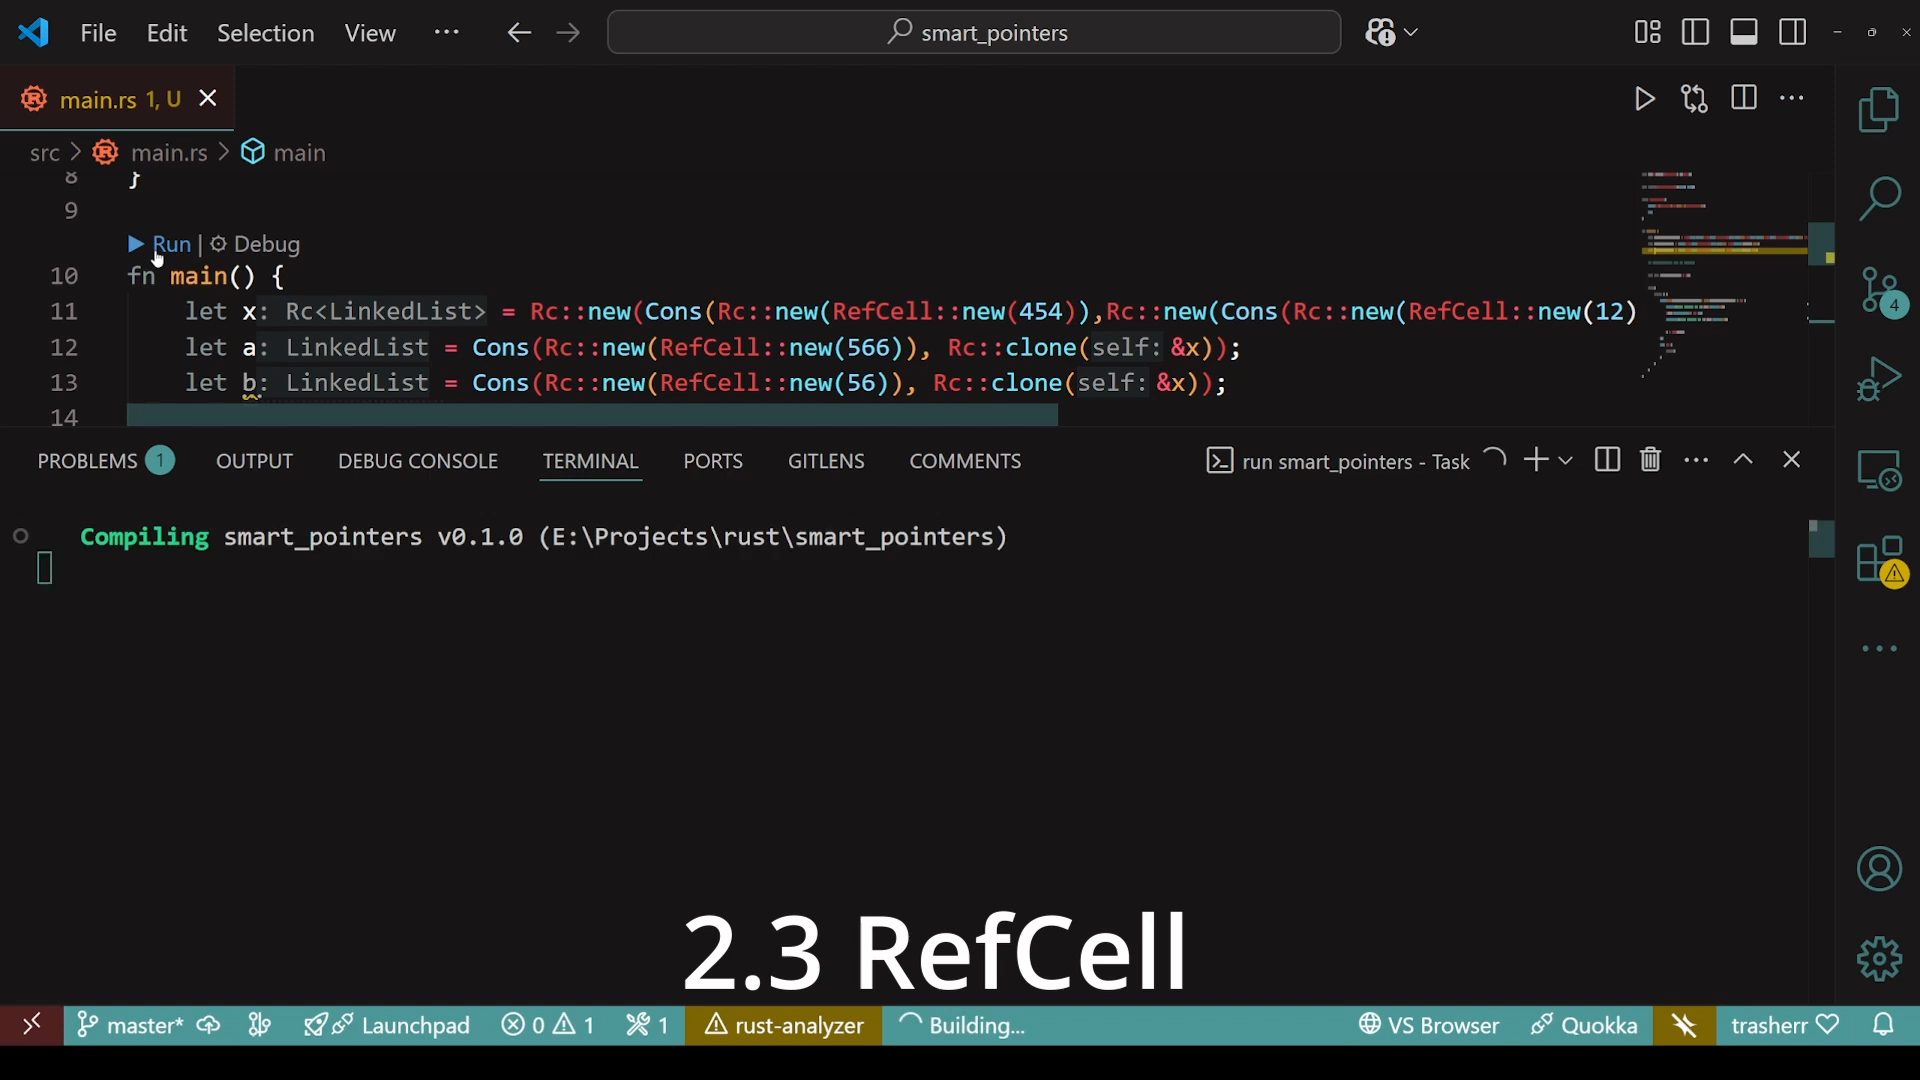 File Edit Selection View ··· smart_pointers
main.rs 1, U
src > main.rs > main
8 }
9
Run | Debug
10 fn main() {
11 let x: Rc<LinkedList> = Rc::new(Cons(Rc::new(RefCell::new(454)),Rc::new(Cons(Rc::new(RefCell::new(12)
12 let a: LinkedList = Cons(Rc::new(RefCell::new(566)), Rc::clone(self: &x));
13 let b: LinkedList = Cons(Rc::new(RefCell::new(56)), Rc::clone(self: &x));
14
4
PROBLEMS 1 OUTPUT DEBUG CONSOLE TERMINAL PORTS GITLENS COMMENTS run smart_pointers - Task
Compiling smart_pointers v0.1.0 (E:\Projects\rust\smart_pointers)
2.3 RefCell
master* Launchpad 0 1 1 rust-analyzer Building... VS Browser Quokka trasherr